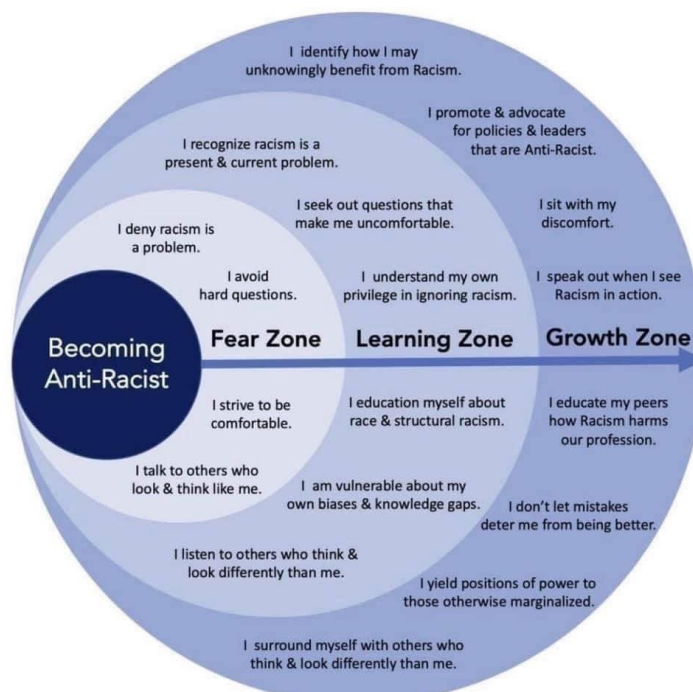 I identify how I may
unknowingly benefit from Racism.
I promote & advocate
for policies & leaders
that are Anti-Racist.
I recognize racism is a
present & current problem.
I seek out questions that
make me uncomfortable.
I sit with my
discomfort.
I deny racism is
a problem.
I avoid
hard questions.
I understand my own
privilege in ignoring racism.
I speak out when I see
Racism in action.
Becoming
Anti-Racist
Fear Zone
Learning Zone
Growth Zone
I strive to be
comfortable.
I education myself about
race & structural racism.
I educate my peers
how Racism harms
our profession.
I talk to others who
look & think like me.
I am vulnerable about my
own biases & knowledge gaps.
I don't let mistakes
deter me from being better.
I listen to others who think &
look differently than me.
I yield positions of power to
those otherwise marginalized.
I surround myself with others who
think & look differently than me.